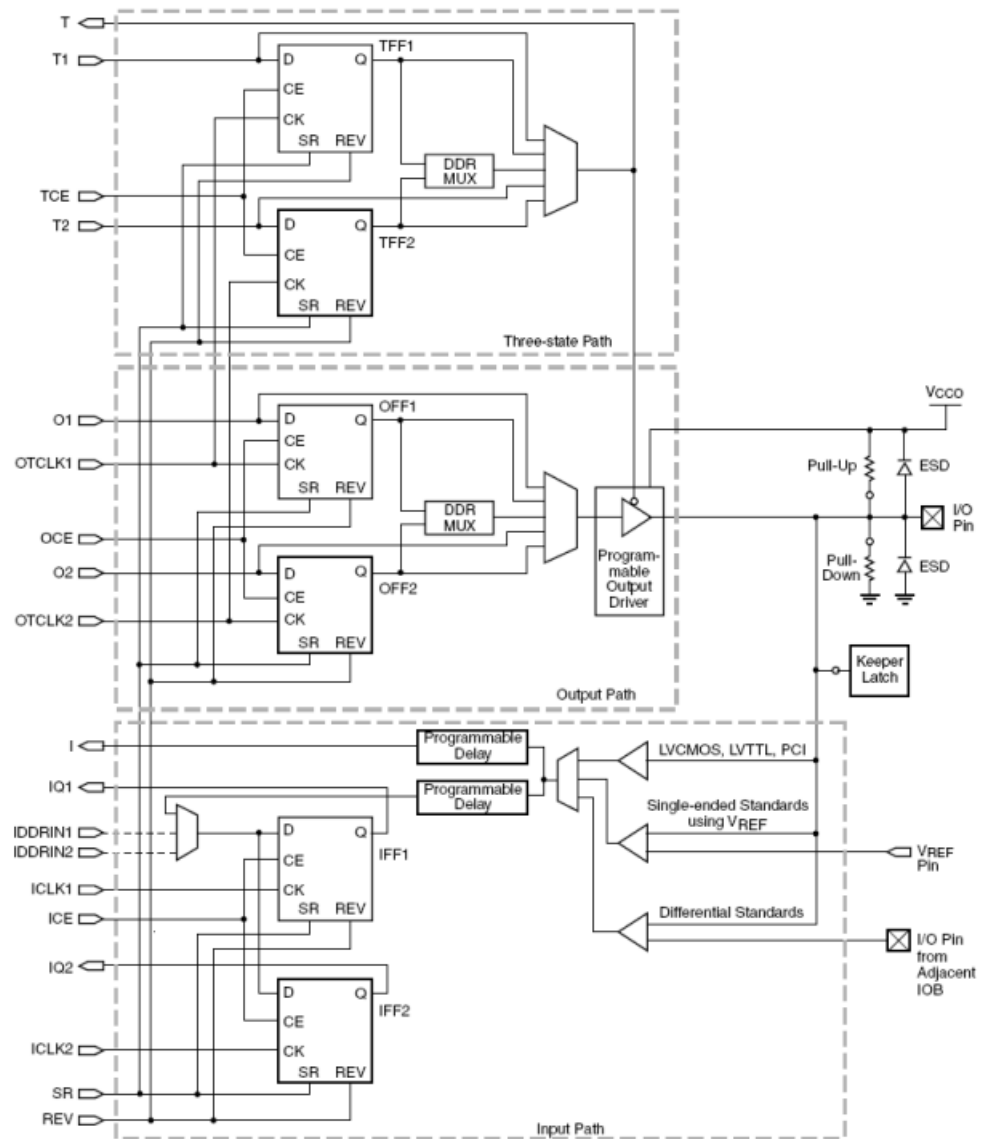 T
T1
D
Q
TFF1
CE
CK
SR REV
DDR
MUX
TCE
T2
D
Q
TFF2
CE
CK
SR REV
Three-state Path
O1
D
Q
OFF1
CE
OTCLK1
CK
SR REV
DDR
MUX
OCE
O2
D
Q
OFF2
CE
OTCLK2
CK
SR REV
Program-
mable
Output
Driver
Output Path
VCCO
Pull-Up
ESD
I/O
Pin
Pull-
Down
ESD
Keeper
Latch
I
Programmable
Delay
LVCMOS, LVTTL, PCI
IQ1
Programmable
Delay
Single-ended Standards
using VREF
IDDRIN1
IDDRIN2
D
Q
IFF1
CE
VREF
Pin
ICLK1
CK
ICE
SR REV
Differential Standards
I/O Pin
from
Adjacent
IOB
IQ2
D
Q
IFF2
CE
ICLK2
CK
SR REV
SR
REV
Input Path